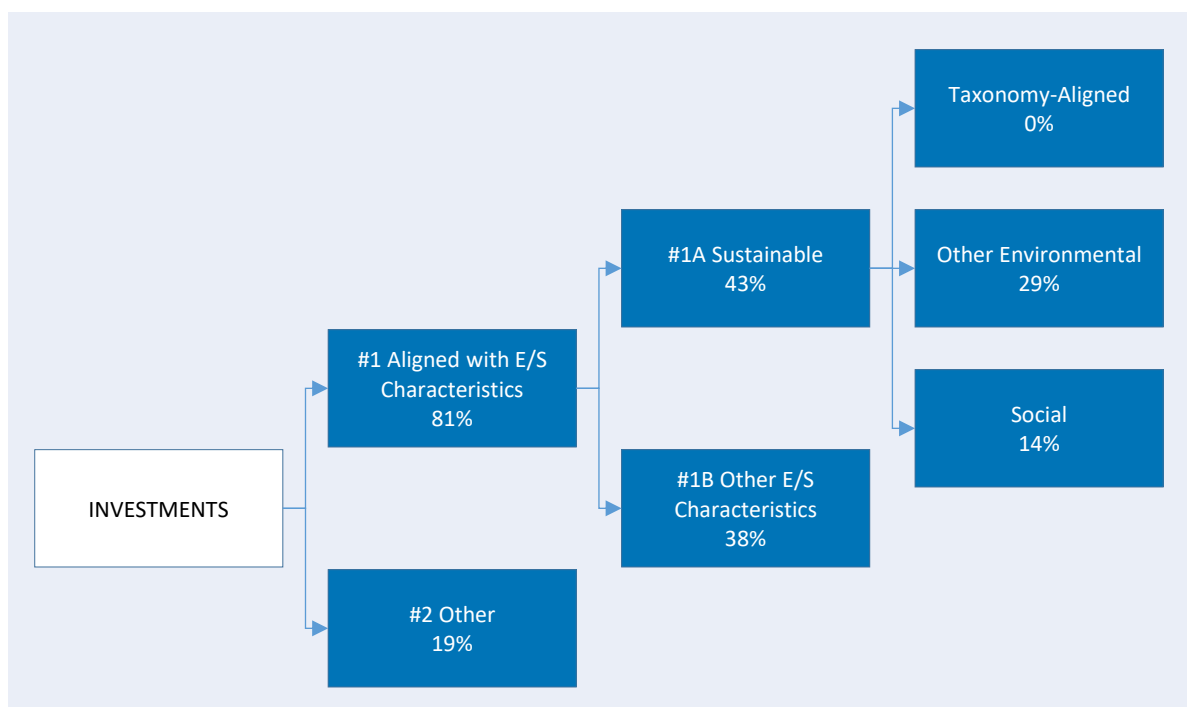 INVESTMENTS
#1 Aligned with E/S
Characteristics
81%
#2 Other
19%
#1A Sustainable
43%
#1B Other E/S
Characteristics
38%
Taxonomy-Aligned
0%
Other Environmental
29%
Social
14%